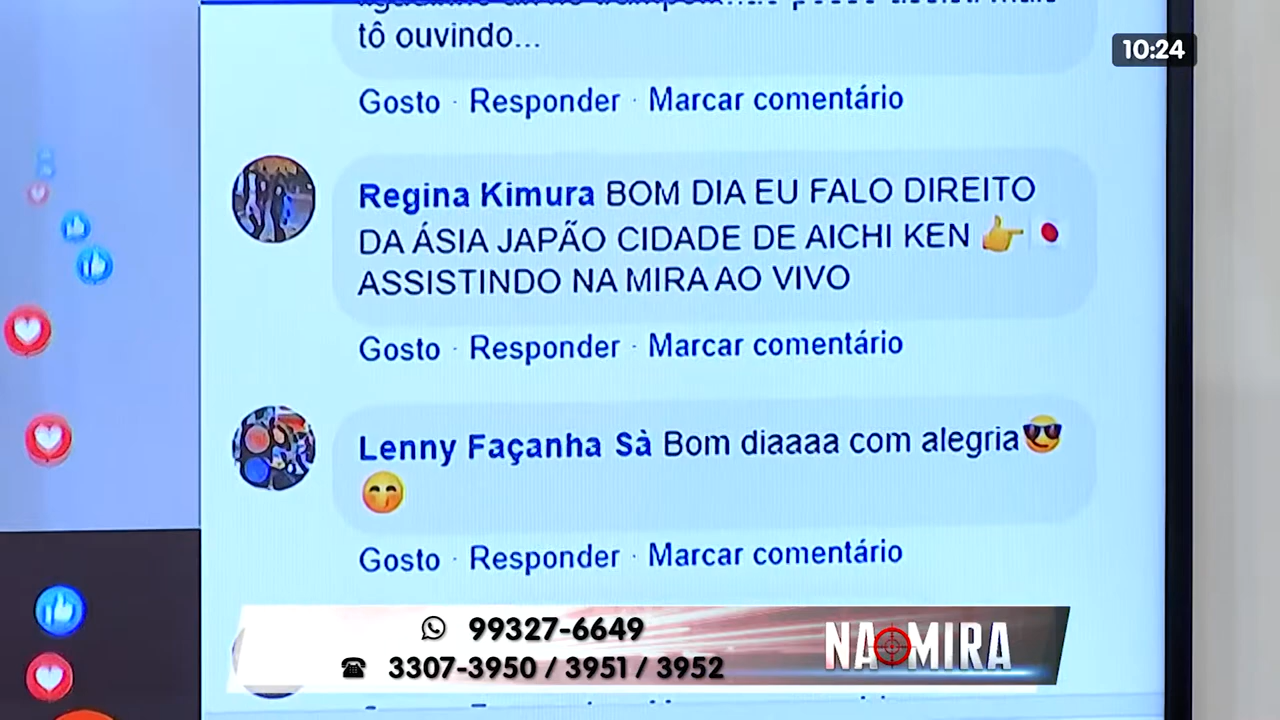 tô ouvindo...
10:24
Gosto · Responder · Marcar comentário
Regina Kimura BOM DIA EU FALO DIREITO
DA ÁSIA JAPÃO CIDADE DE AICHI KEN 👉 🇯🇵
ASSISTINDO NA MIRA AO VIVO
Gosto · Responder · Marcar comentário
Lenny Façanha Sà Bom diaaaa com alegria😎
😙
Gosto · Responder · Marcar comentário
99327-6649
3307-3950 / 3951 / 3952
NA MIRA